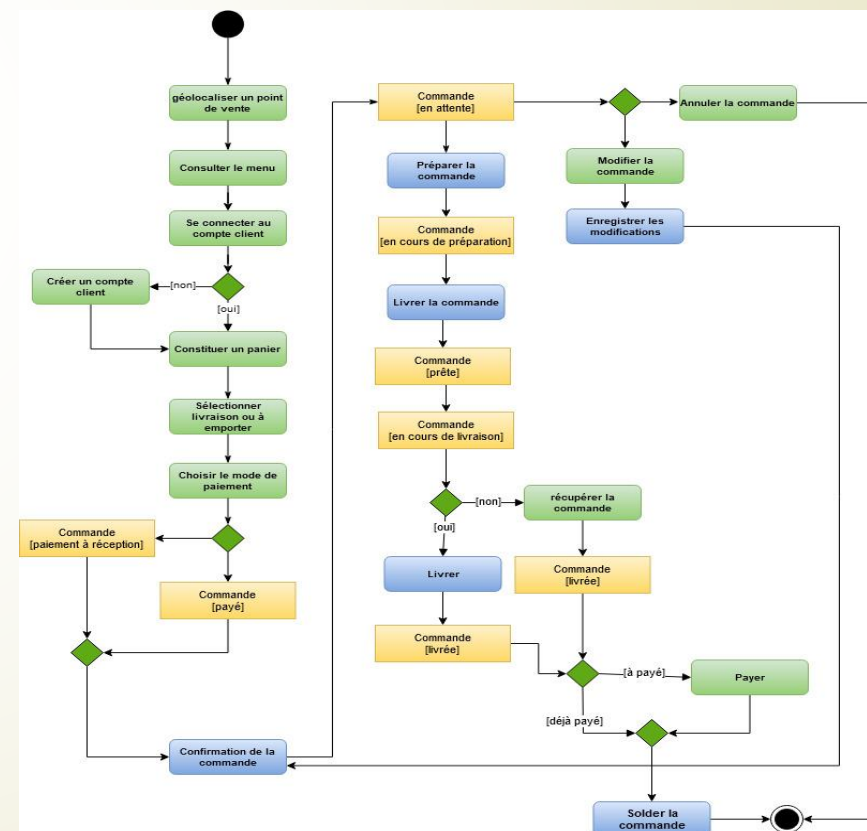 géolocaliser un point
de vente
Consulter le menu
Se connecter au
compte client
Créer un compte
client
[non]
[oui]
Constituer un panier
Sélectionner
livraison ou à
emporter
Choisir le mode de
paiement
Commande
[paiement à réception]
Commande
[payé]
Confirmation de la
commande
Commande
[en attente]
Annuler la commande
Préparer la
commande
Modifier la
commande
Enregistrer les
modifications
Commande
[en cours de préparation]
Livrer la commande
Commande
[prête]
Commande
[en cours de livraison]
[non]
récupérer la
commande
[oui]
Livrer
Commande
[livrée]
Commande
[livrée]
[à payé]
Payer
[déjà payé]
Solder la
commande